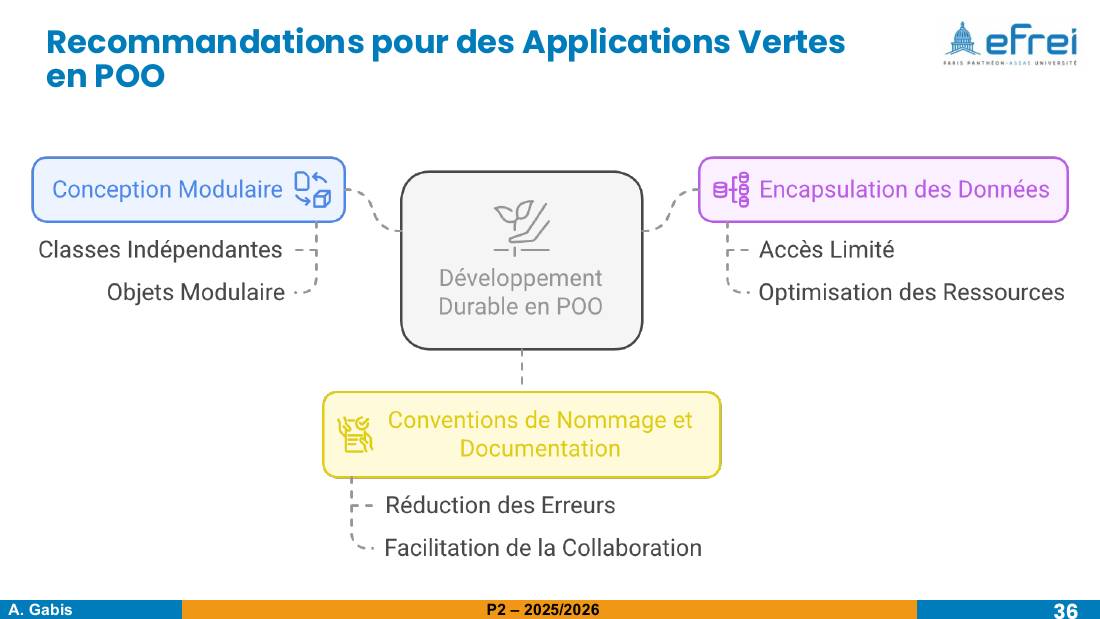 Recommandations pour des Applications Vertes
en POO
efrei
PARIS PANTHÉON-ASSAS UNIVERSITÉ
Conception Modulaire
Classes Indépendantes
Objets Modulaire
Développement
Durable en POO
Encapsulation des Données
Accès Limité
Optimisation des Ressources
Conventions de Nommage et
Documentation
Réduction des Erreurs
Facilitation de la Collaboration
A. Gabis
P2 – 2025/2026
36